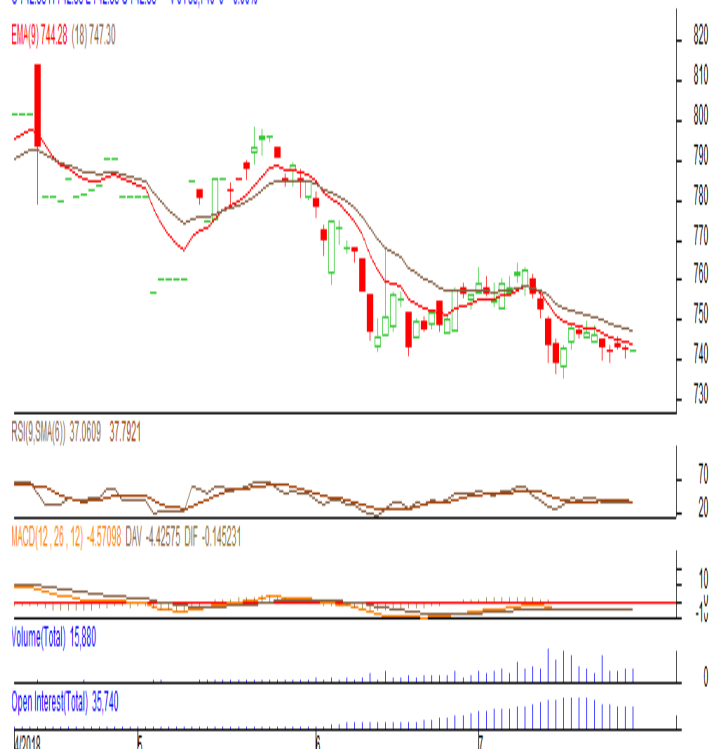 EMA(9) 744.28 (18) 747.30
820
810
800
790
780
770
760
750
740
730
RSI(9,SMA(6)) 37.0609 37.7921
70
20
MACD(12 , 26 , 12) -4.57098 DAV -4.42575 DIF -0.145231
10
Volume(Total) 15,880
0
Open Interest(Total) 35,740
4/2018 5 6 7